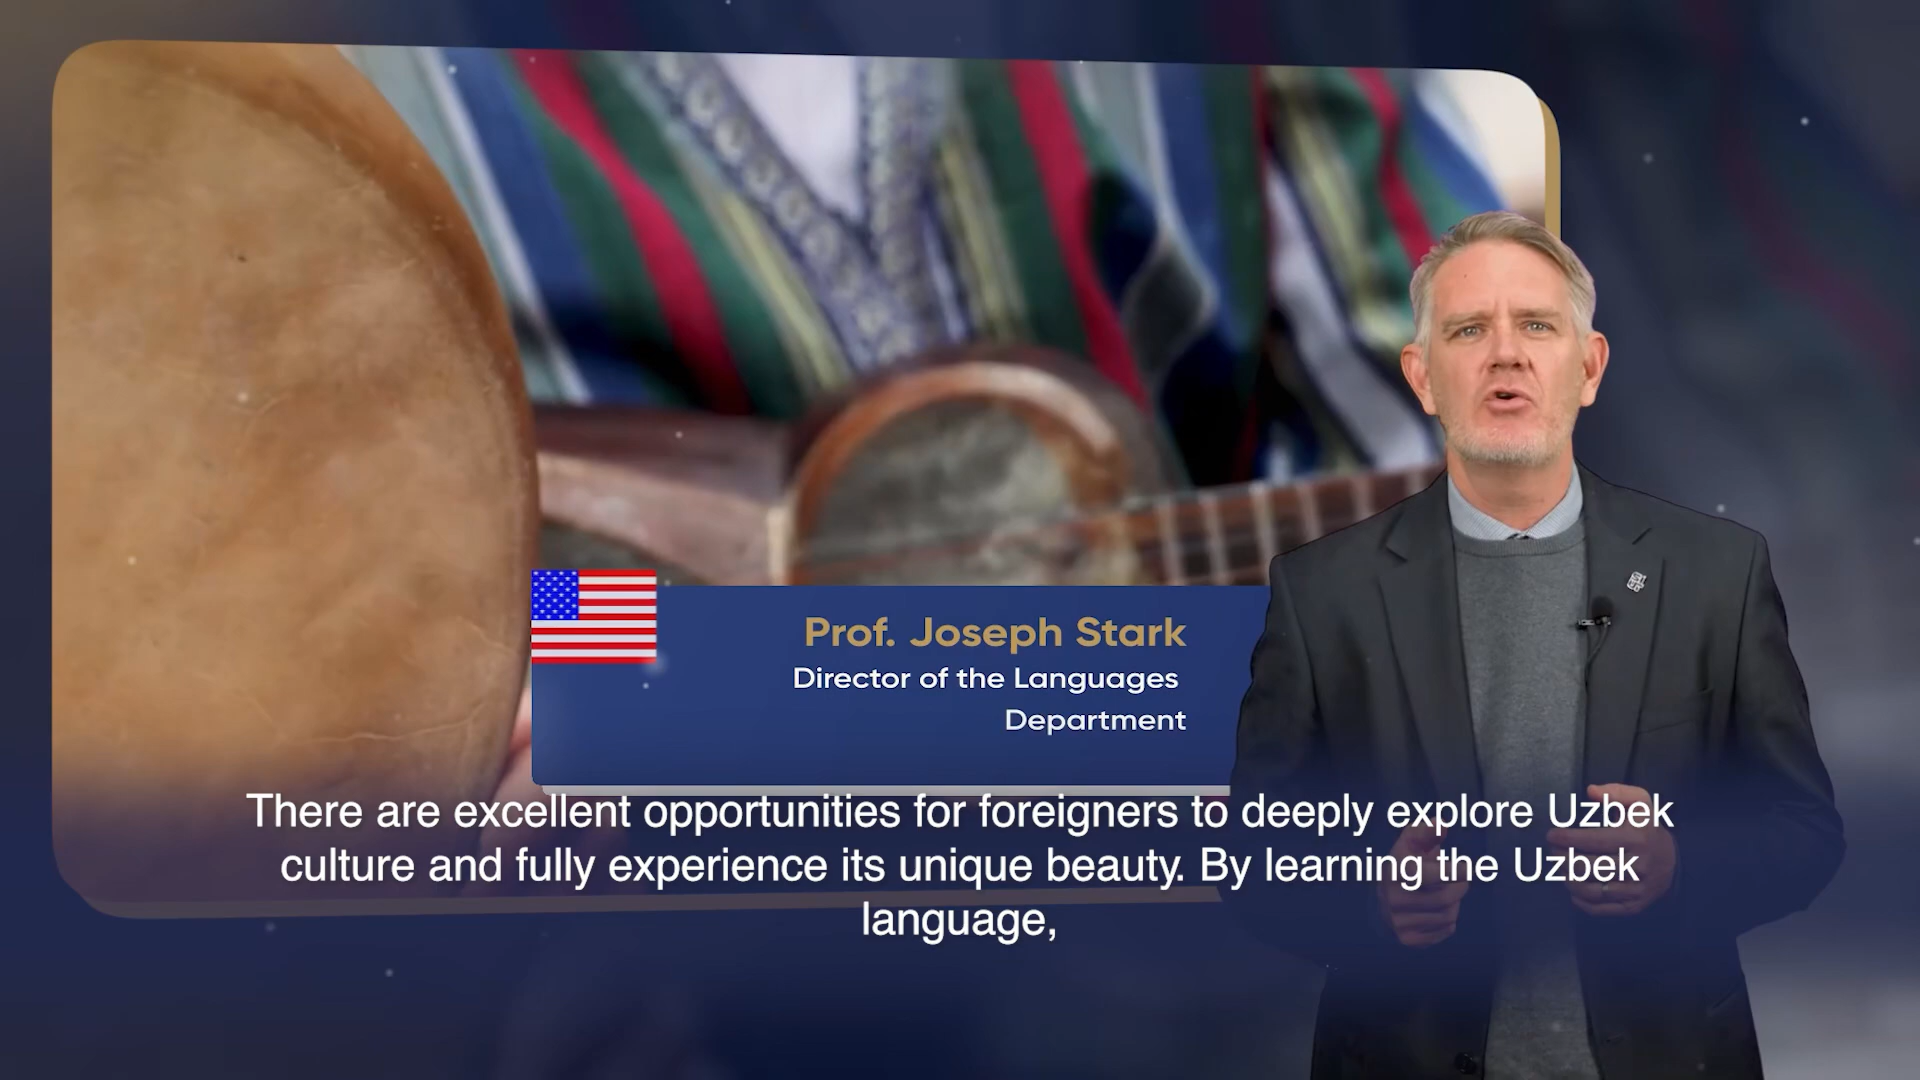 Prof. Joseph Stark
Director of the Languages
Department
There are excellent opportunities for foreigners to deeply explore Uzbek
culture and fully experience its unique beauty. By learning the Uzbek
language,